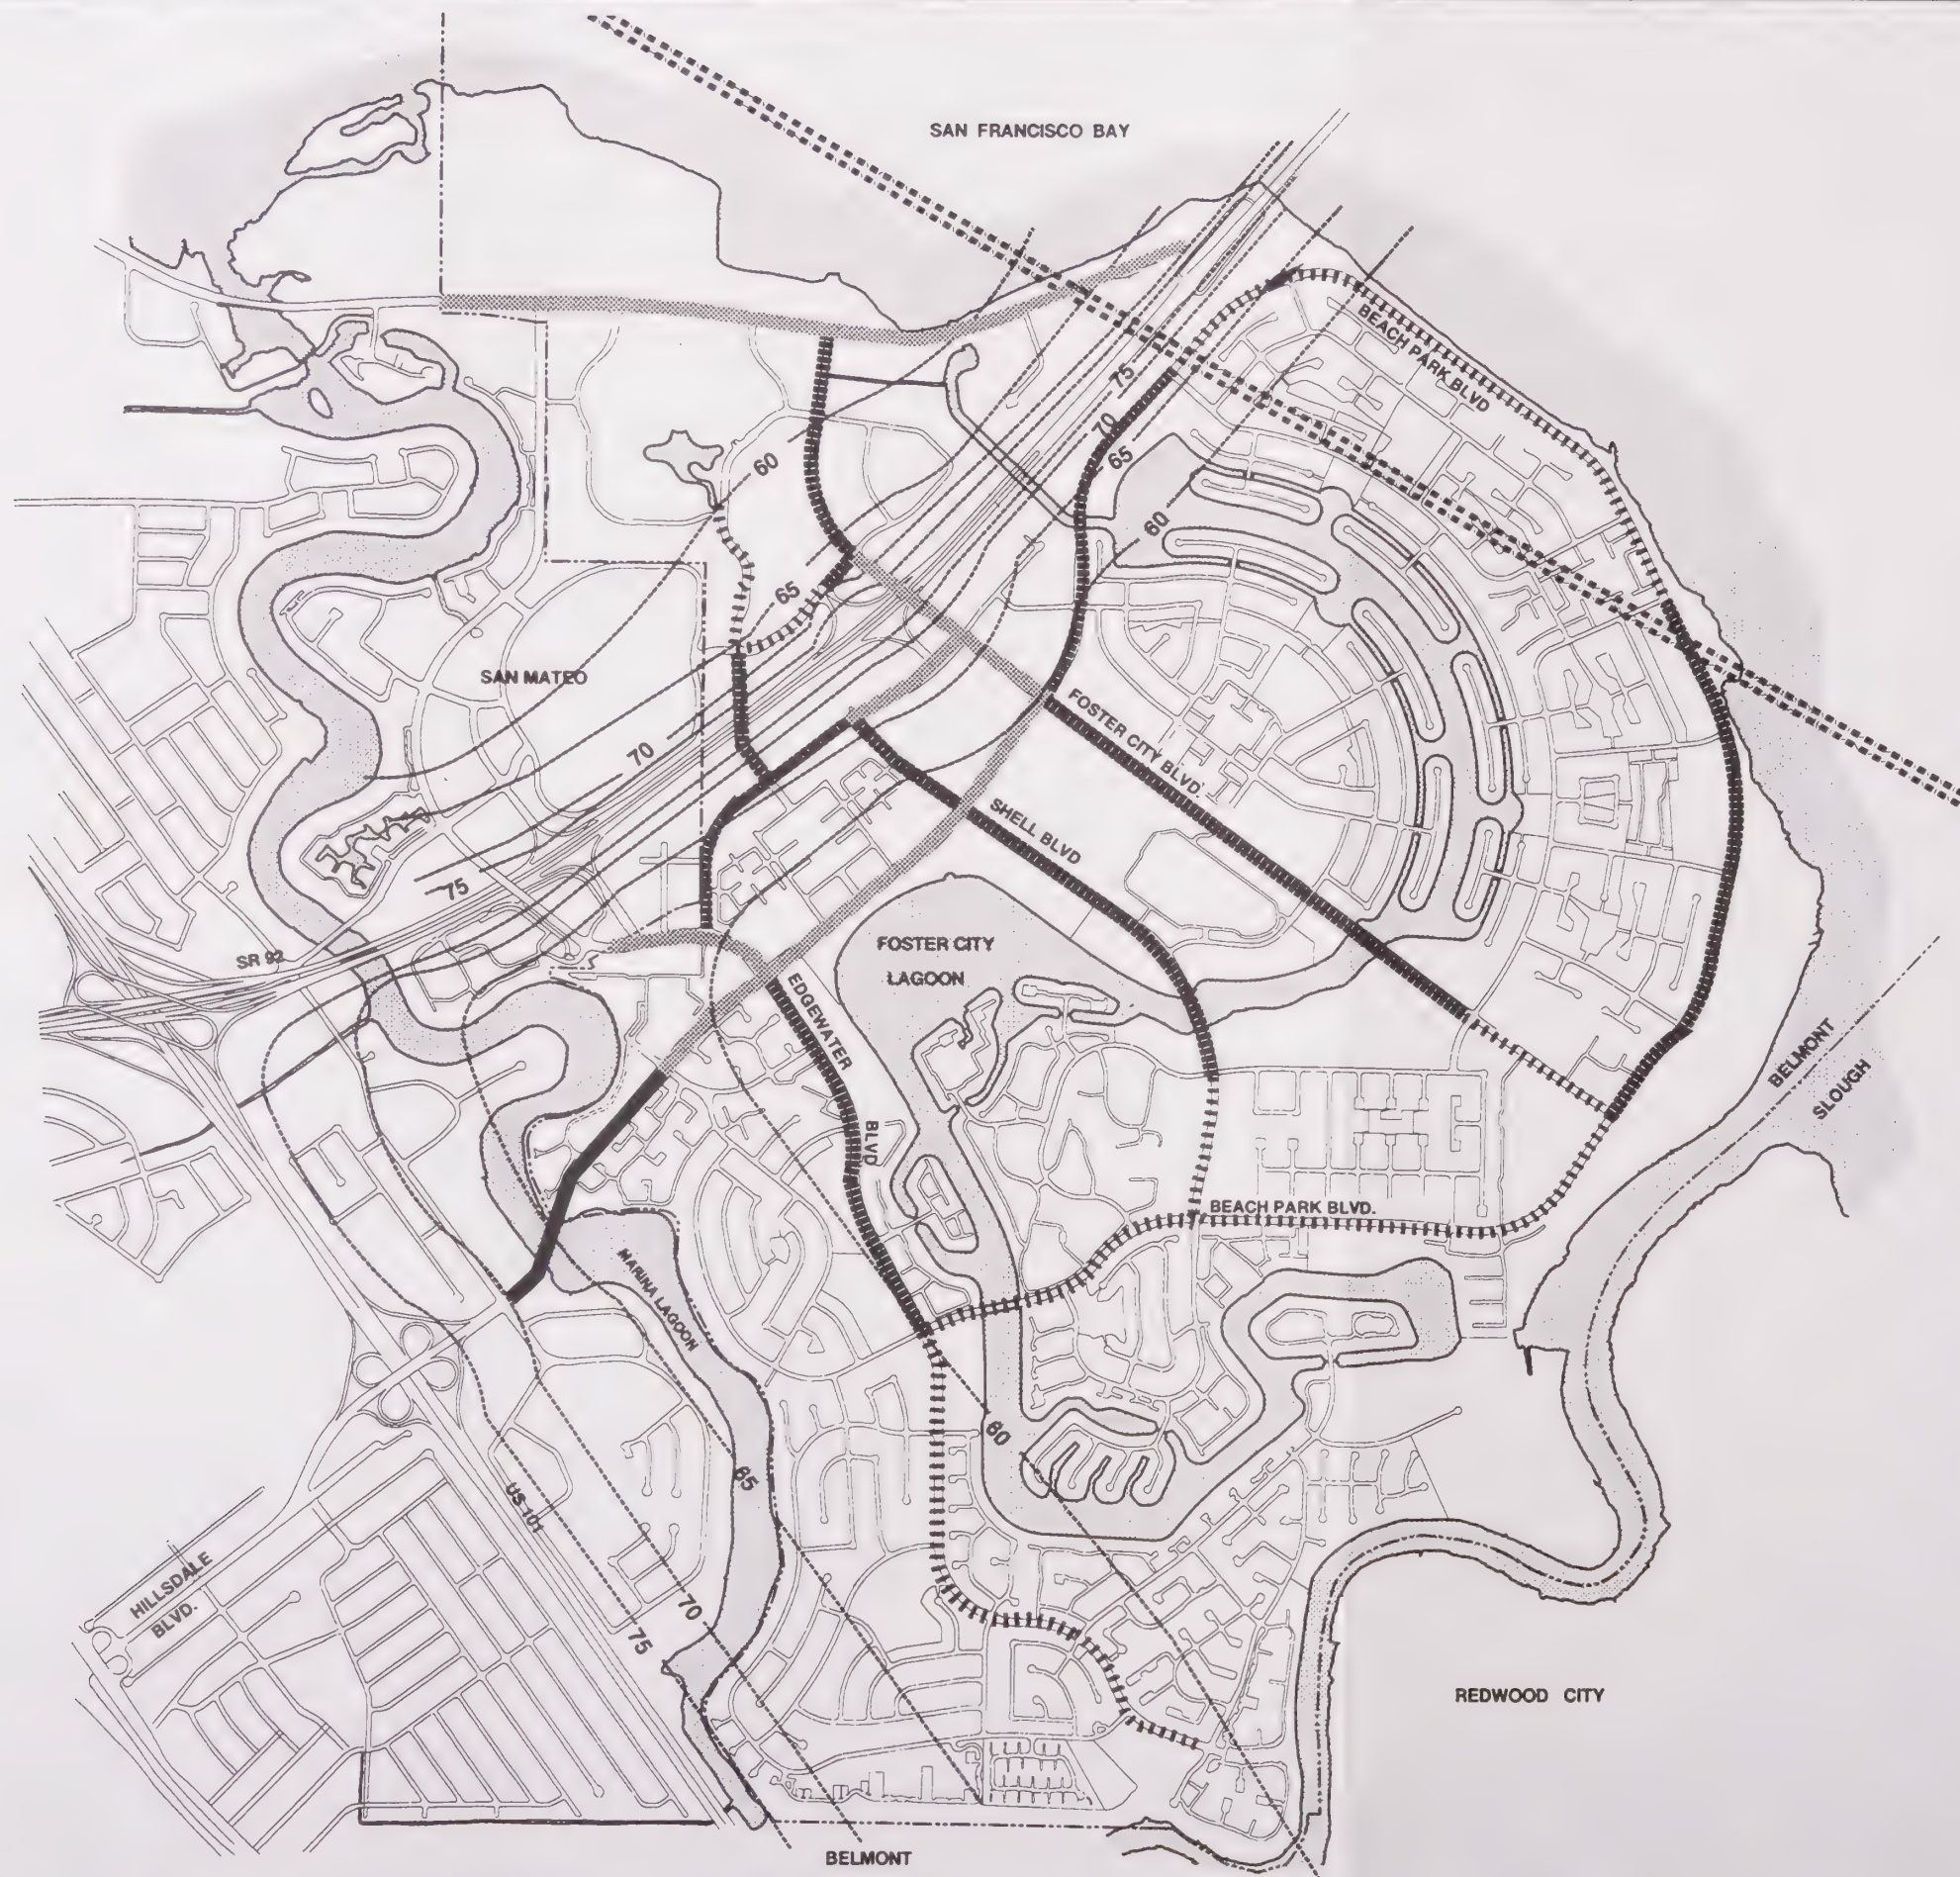 SAN FRANCISCO BAY
BEACH PARK BLVD
75
70
65
60
60
65
SAN MATEO
70
FOSTER CITY BLVD.
SHELL BLVD
75
SR 92
FOSTER CITY
LAGOON
EDGEWATER
BLVD
BELMONT
SLOUGH
BEACH PARK BLVD.
MARINA LAGOON
60
65
US 101
HILLSDALE
BLVD.
70
75
REDWOOD CITY
BELMONT